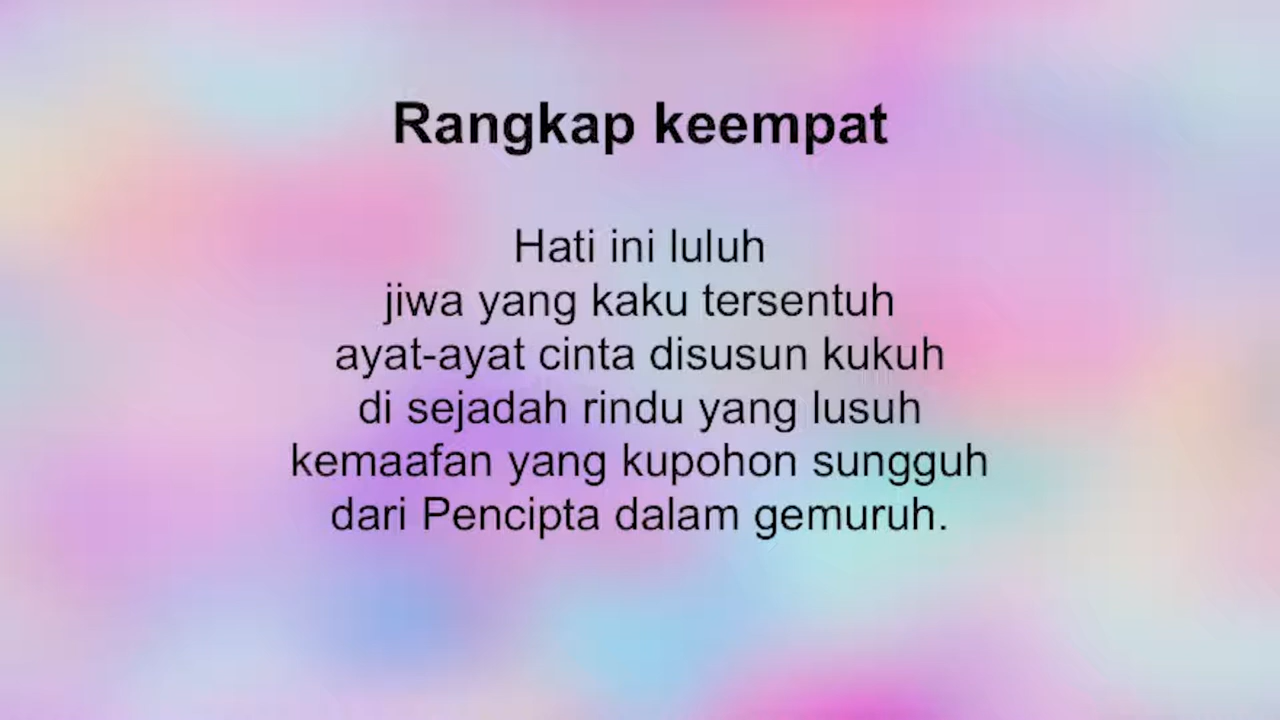 Rangkap keempat
Hati ini luluh
jiwa yang kaku tersentuh
ayat-ayat cinta disusun kukuh
di sejadah rindu yang lusuh
kemaafan yang kupohon sungguh
dari Pencipta dalam gemuruh.